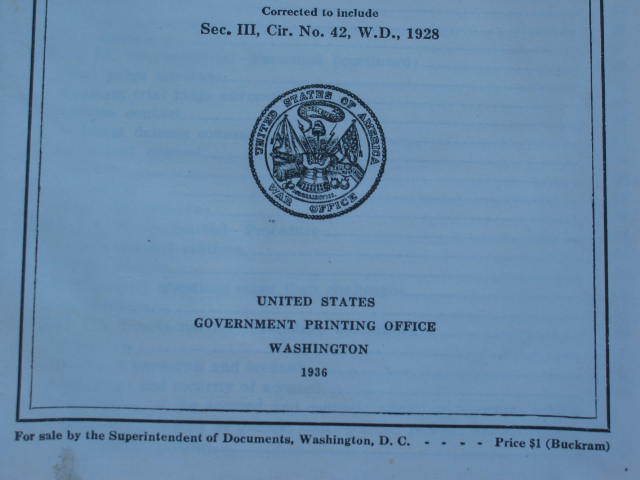 Corrected to include
Sec. III, Cir. No. 42, W.D., 1928
UNITED STATES OF AMERICA
WAR OFFICE
UNITED STATES
GOVERNMENT PRINTING OFFICE
WASHINGTON
1936
For sale by the Superintendent of Documents, Washington, D. C. - - - - Price $1 (Buckram)